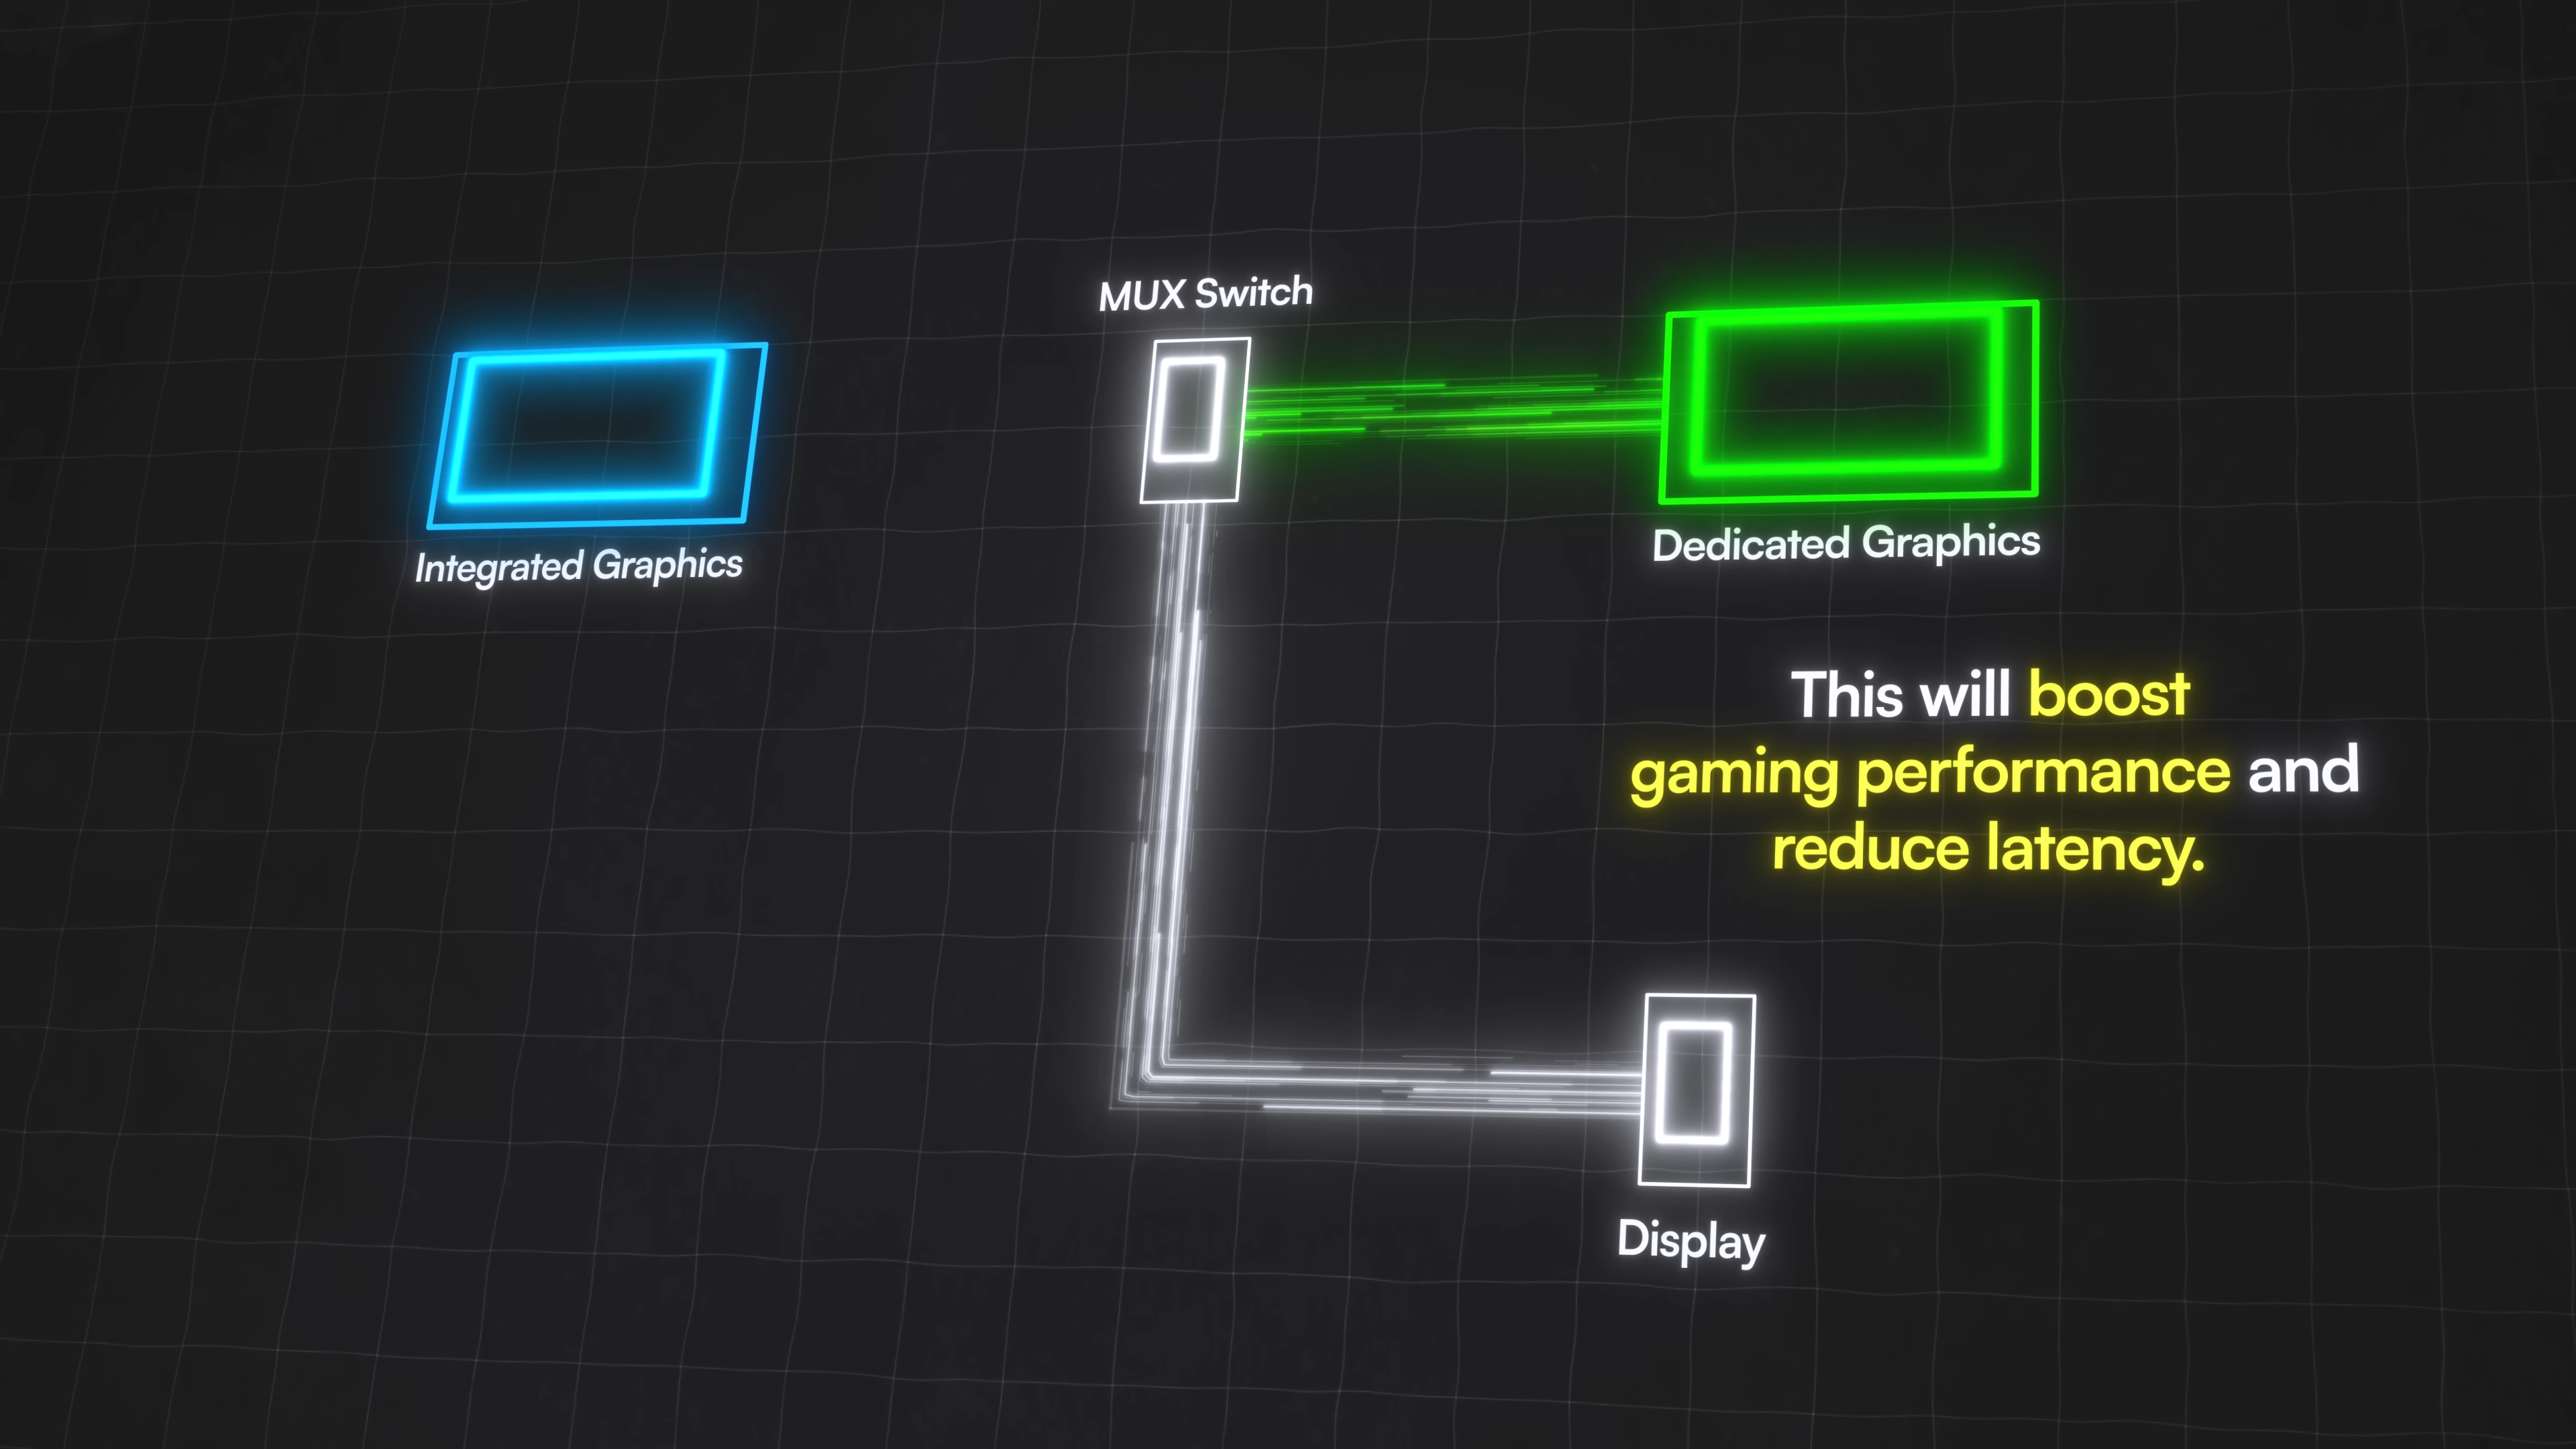 MUX Switch
Integrated Graphics
Dedicated Graphics
This will boost
gaming performance and
reduce latency.
Display